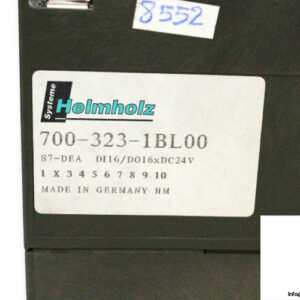 8552
Systeme
Helmholz
700-323-1BL00
S7-DEA DI16/DO16xDC24V
1 X 3 4 5 6 7 8 9 10
MADE IN GERMANY HM